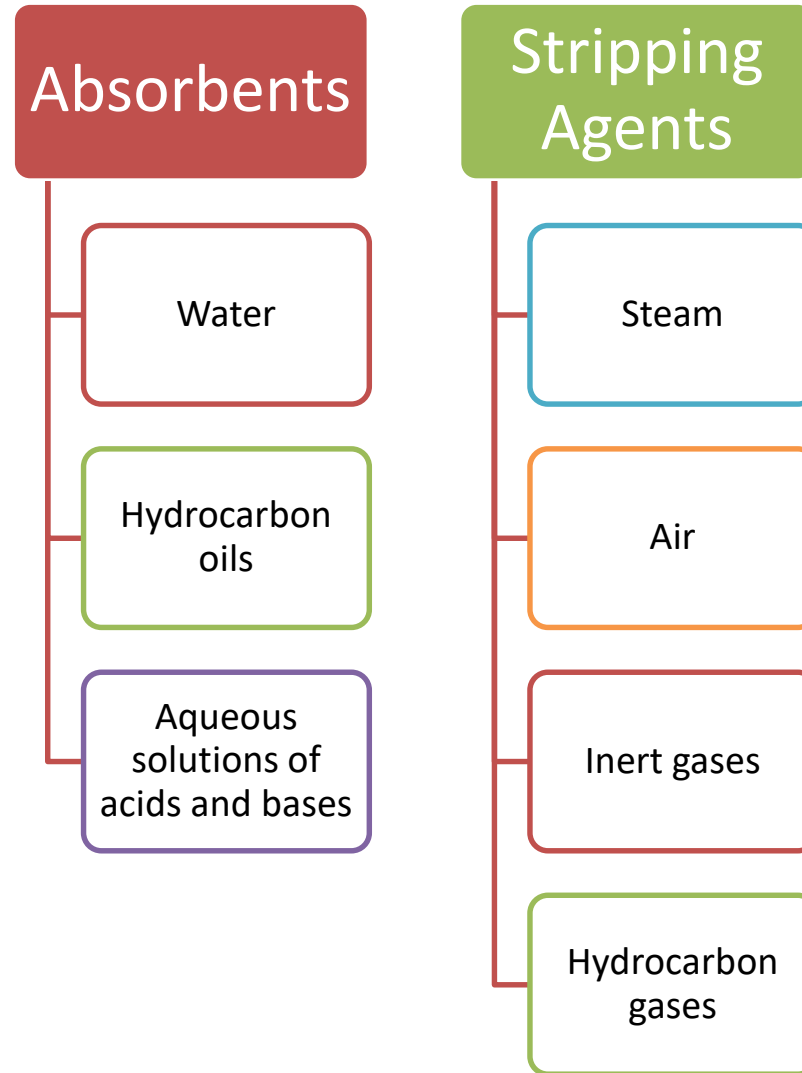 Absorbents
Water
Hydrocarbon
oils
Aqueous
solutions of
acids and bases
Stripping
Agents
Steam
Air
Inert gases
Hydrocarbon
gases